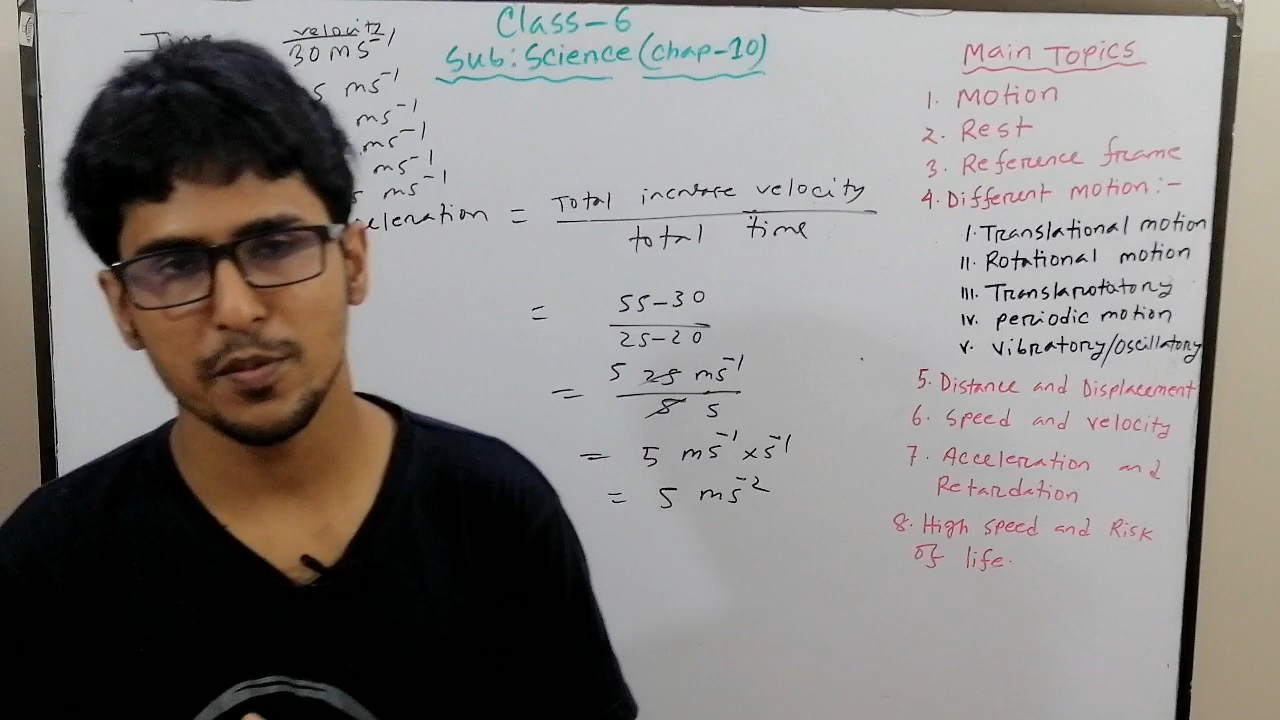 Class-6
Sub: Science (chap-10)
Time velocity
30 ms⁻¹
5 ms⁻¹
ms⁻¹
ms⁻¹
ms⁻¹
5 ms⁻¹
celeration = Total increase velocity
total time
= 55-30
25-20
= 5 25 ms⁻¹
5
= 5 ms⁻¹ × s⁻¹
= 5 ms⁻²
Main Topics
1. Motion
2. Rest
3. Reference frame
4. Different motion:-
I. Translational motion
II. Rotational motion
III. Translarotatory
IV. periodic motion
V. vibratory/oscillatory
5. Distance and Displacement
6. Speed and velocity
7. Acceleration and
Retardation
8. High speed and Risk
of life.